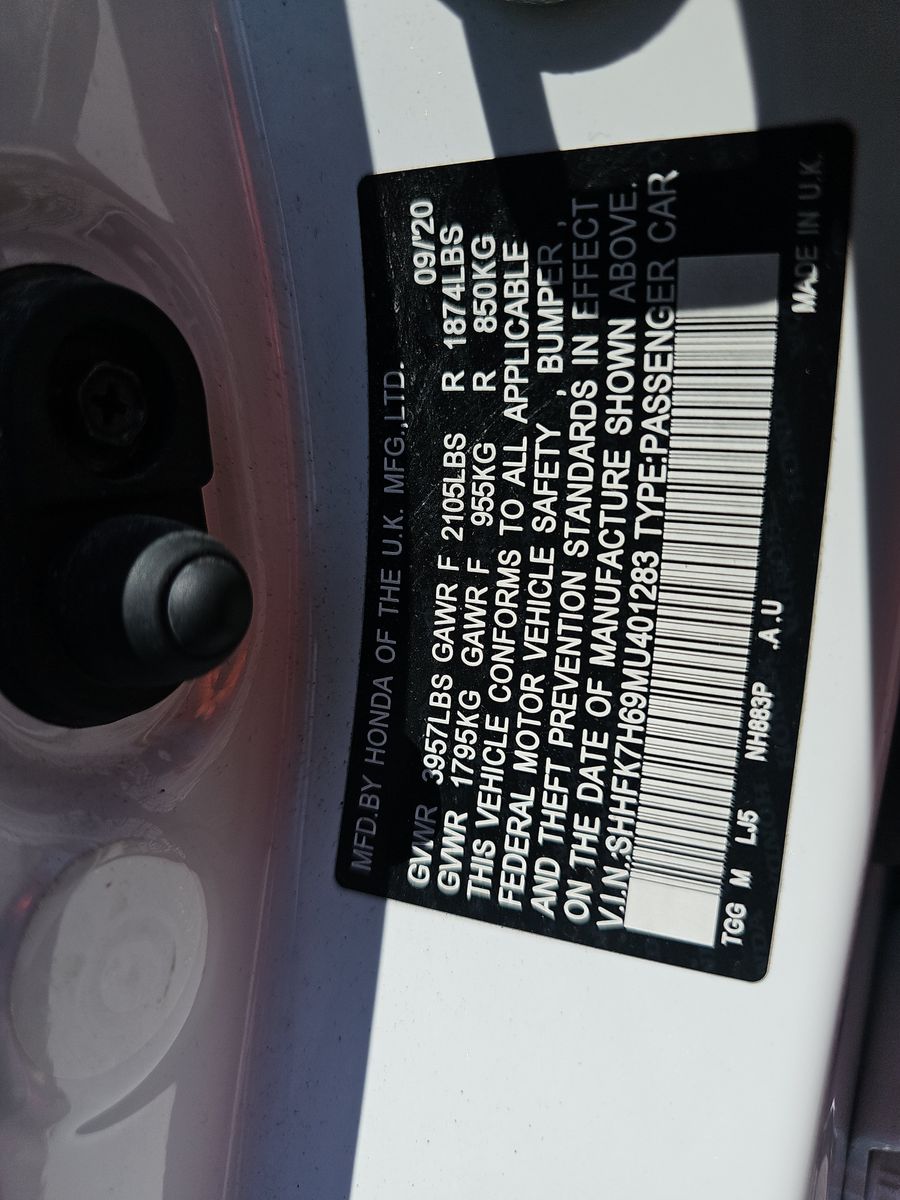 MFD.BY HONDA OF THE U.K. MFG.,LTD. 09/'20
GVWR 3957LBS GAWR F 2105LBS R 1874LBS
GVWR 1795KG GAWR F 955KG R 850KG
THIS VEHICLE CONFORMS TO ALL APPLICABLE
FEDERAL MOTOR VEHICLE SAFETY , BUMPER ,
AND THEFT PREVENTION STANDARDS IN EFFECT
ON THE DATE OF MANUFACTURE SHOWN ABOVE.
V.I.N.:SHHFK7H69MU401283 TYPE:PASSENGER CAR
TGG M LJ5 NH883P .A.U MADE IN U.K.